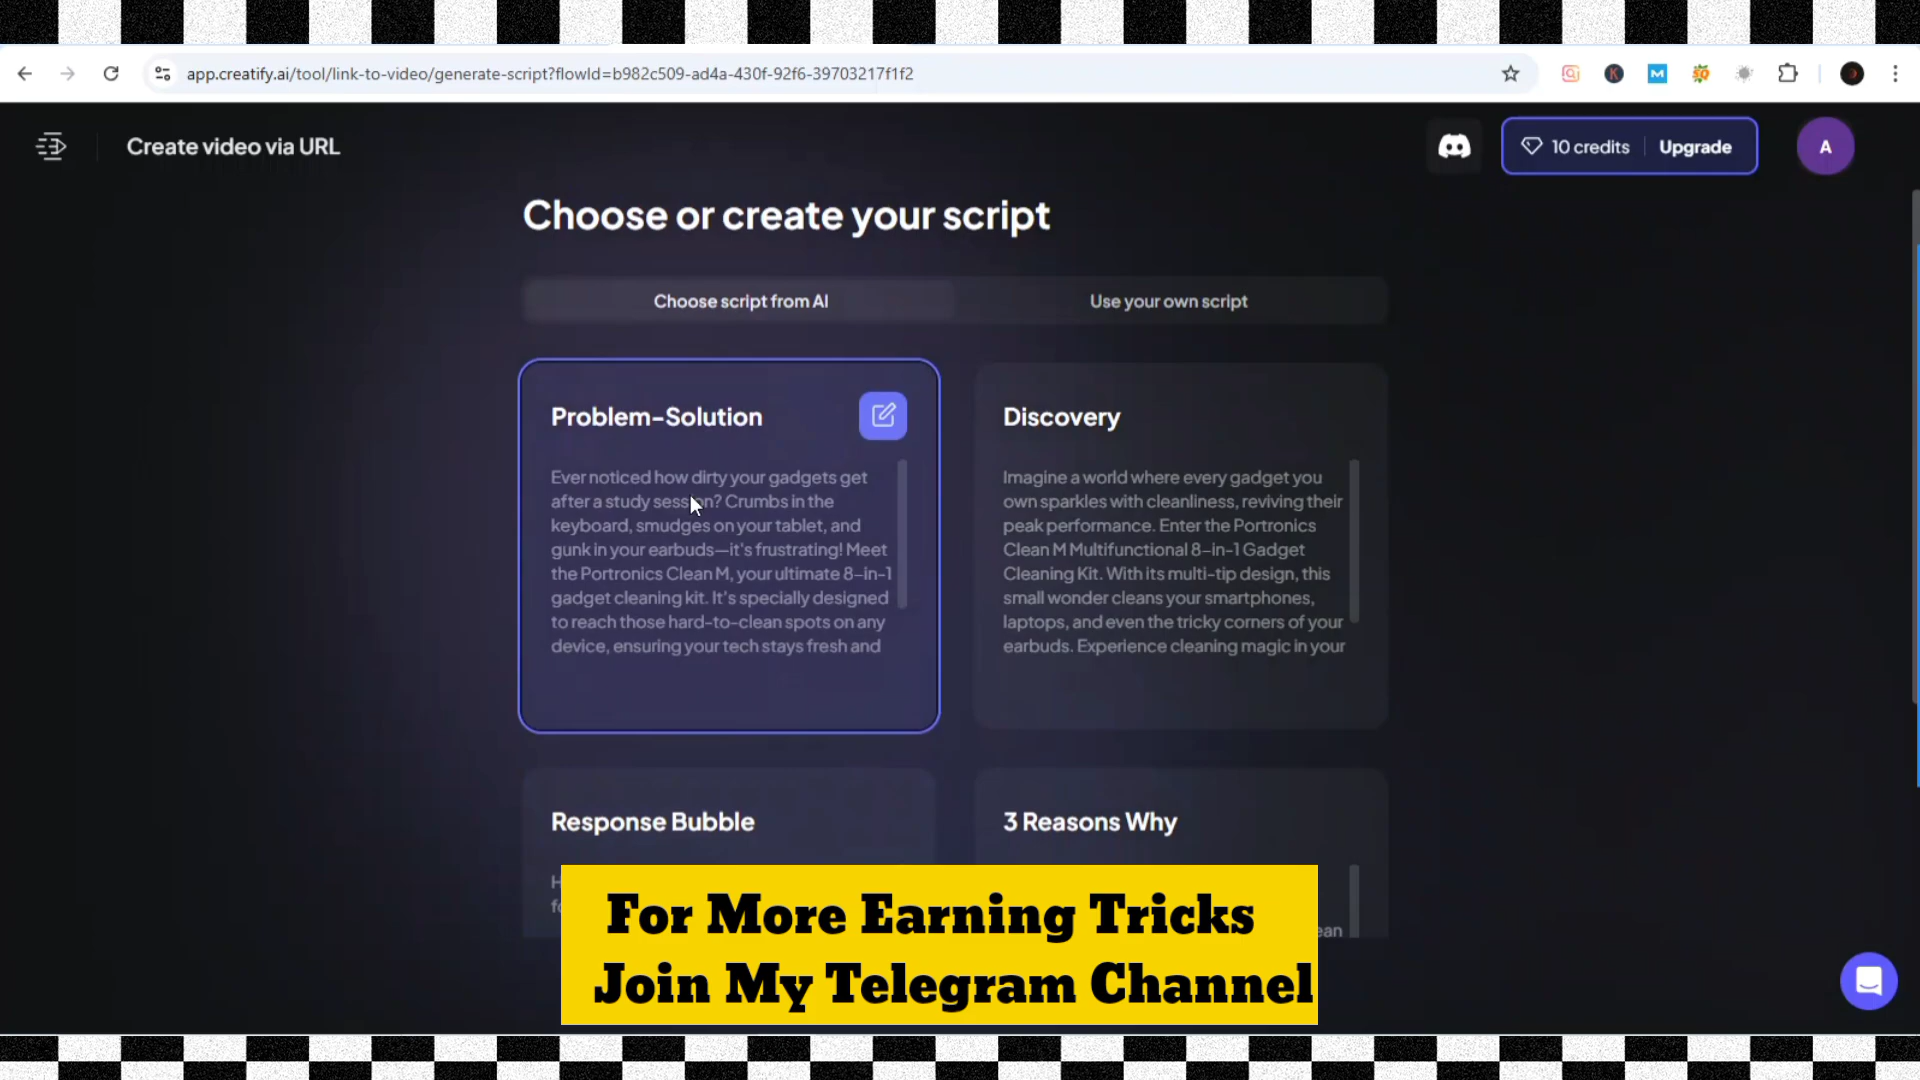 app.creatify.ai/tool/link-to-video/generate-script?flowId=b982c509-ad4a-430f-92f6-39703217f1f2
Create video via URL
10 credits
Upgrade
A
Choose or create your script
Choose script from AI
Use your own script
Problem-Solution
Ever noticed how dirty your gadgets get
after a study session? Crumbs in the
keyboard, smudges on your tablet, and
gunk in your earbuds—it's frustrating! Meet
the Portronics Clean M, your ultimate 8-in-1
gadget cleaning kit. It's specially designed
to reach those hard-to-clean spots on any
device, ensuring your tech stays fresh and
Discovery
Imagine a world where every gadget you
own sparkles with cleanliness, reviving their
peak performance. Enter the Portronics
Clean M Multifunctional 8-in-1 Gadget
Cleaning Kit. With its multi-tip design, this
small wonder cleans your smartphones,
laptops, and even the tricky corners of your
earbuds. Experience cleaning magic in your
Response Bubble
3 Reasons Why
For More Earning Tricks
Join My Telegram Channel